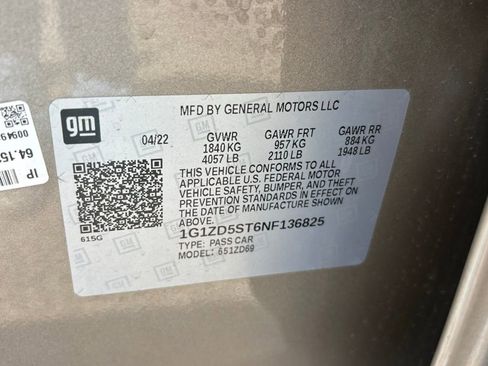 gm
MFD BY GENERAL MOTORS LLC
04/22 GVWR GAWR FRT GAWR RR
1840 KG 957 KG 884 KG
4057 LB 2110 LB 1948 LB
THIS VEHICLE CONFORMS TO ALL
APPLICABLE U.S. FEDERAL MOTOR
VEHICLE SAFETY, BUMPER, AND THEFT
PREVENTION STANDARDS IN EFFECT ON
THE DATE OF MANUFACTURE SHOWN
ABOVE.
615G
1G1ZD5ST6NF136825
TYPE: PASS CAR
MODEL: 651ZD69
64.15
IP